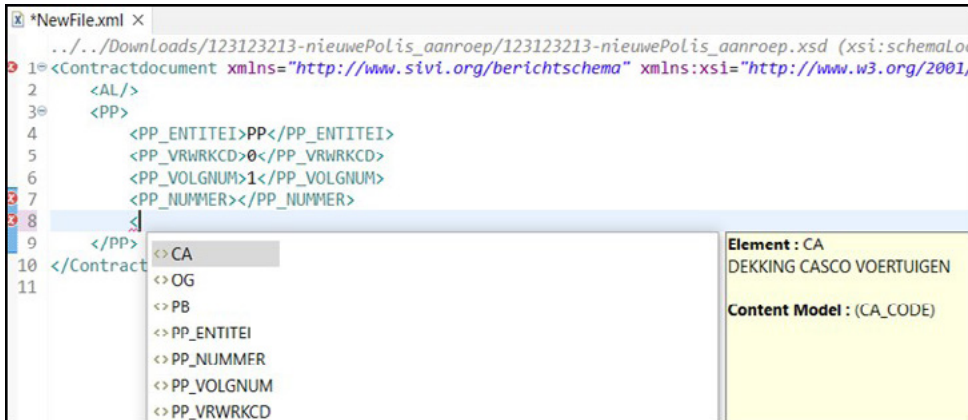 *NewFile.xml ×
../../Downloads/123123213-nieuwePolis_aanroep/123123213-nieuwePolis_aanroep.xsd (xsi:schemaLoc
1 <Contractdocument xmlns="http://www.sivi.org/berichtschema" xmlns:xsi="http://www.w3.org/2001/
2 <AL/>
3 <PP>
4 <PP_ENTITEI>PP</PP_ENTITEI>
5 <PP_VRWRKCD>0</PP_VRWRKCD>
6 <PP_VOLGNUM>1</PP_VOLGNUM>
7 <PP_NUMMER></PP_NUMMER>
8 <
9 </PP>
10 </Contract
11
<> CA
<> OG
<> PB
<> PP_ENTITEI
<> PP_NUMMER
<> PP_VOLGNUM
<> PP_VRWRKCD
Element : CA
DEKKING CASCO VOERTUIGEN
Content Model : (CA_CODE)